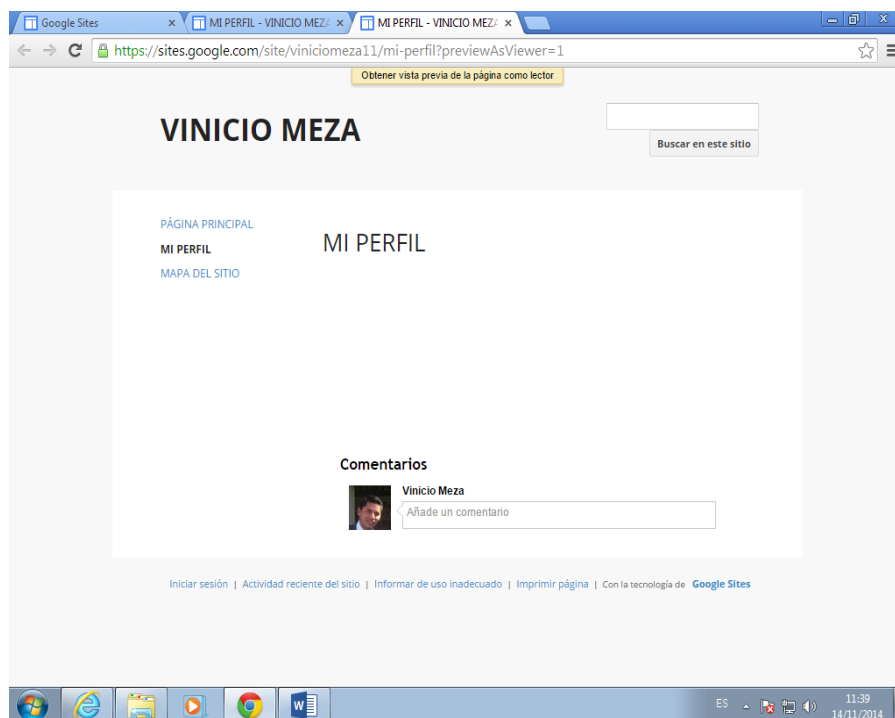 Google Sites
MI PERFIL - VINICIO MEZA
MI PERFIL - VINICIO MEZ
https://sites.google.com/site/viniciomeza11/mi-perfil?previewAsViewer=1
Obtener vista previa de la página como lector
VINICIO MEZA
Buscar en este sitio
PÁGINA PRINCIPAL
MI PERFIL
MAPA DEL SITIO
MI PERFIL
Comentarios
Vinicio Meza
Añade un comentario
Iniciar sesión | Actividad reciente del sitio | Informar de uso inadecuado | Imprimir página | Con la tecnología de Google Sites
W
ES
11:39
14/11/2014